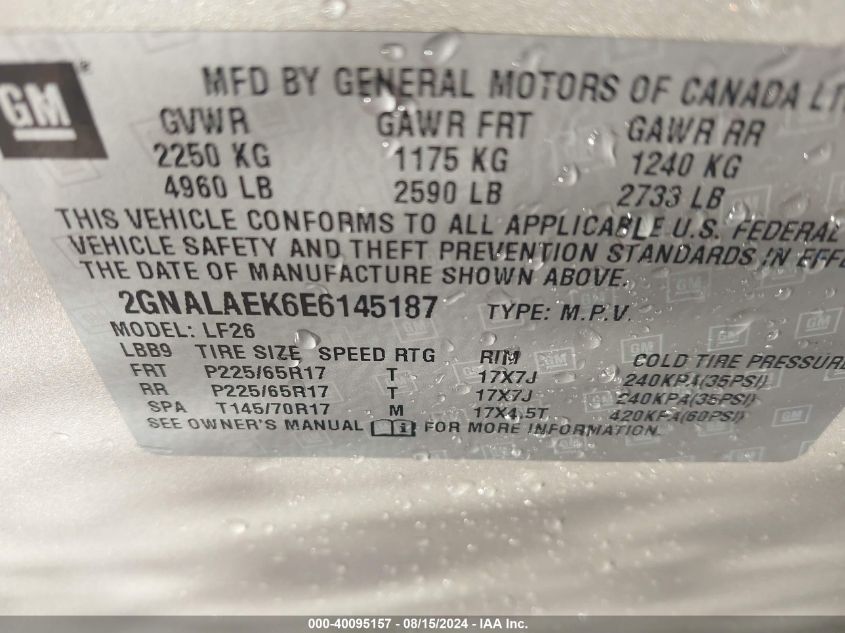 GM ®
MFD BY GENERAL MOTORS OF CANADA
GVWR GAWR FRT GAWR RR
2250 KG 1175 KG 1240 KG
4960 LB 2590 LB 2733 LB
THIS VEHICLE CONFORMS TO ALL APPLICABLE U.S. FEDERAL
VEHICLE SAFETY AND THEFT PREVENTION STANDARDS IN
THE DATE OF MANUFACTURE SHOWN ABOVE.
2GNALAEK6E6145187 TYPE: M.P.V.
MODEL: LF26
LBB9 TIRE SIZE SPEED RTG RIM COLD TIRE PRESSURE
FRT P225/65R17 T 17X7J 240KPA(35PSI)
RR P225/65R17 T 17X7J 240KPA(35PSI)
SPA T145/70R17 M 17X4.5T 420KPA(60PSI)
SEE OWNER'S MANUAL FOR MORE INFORMATION.
000-40095157 - 08/15/2024 - IAA Inc.